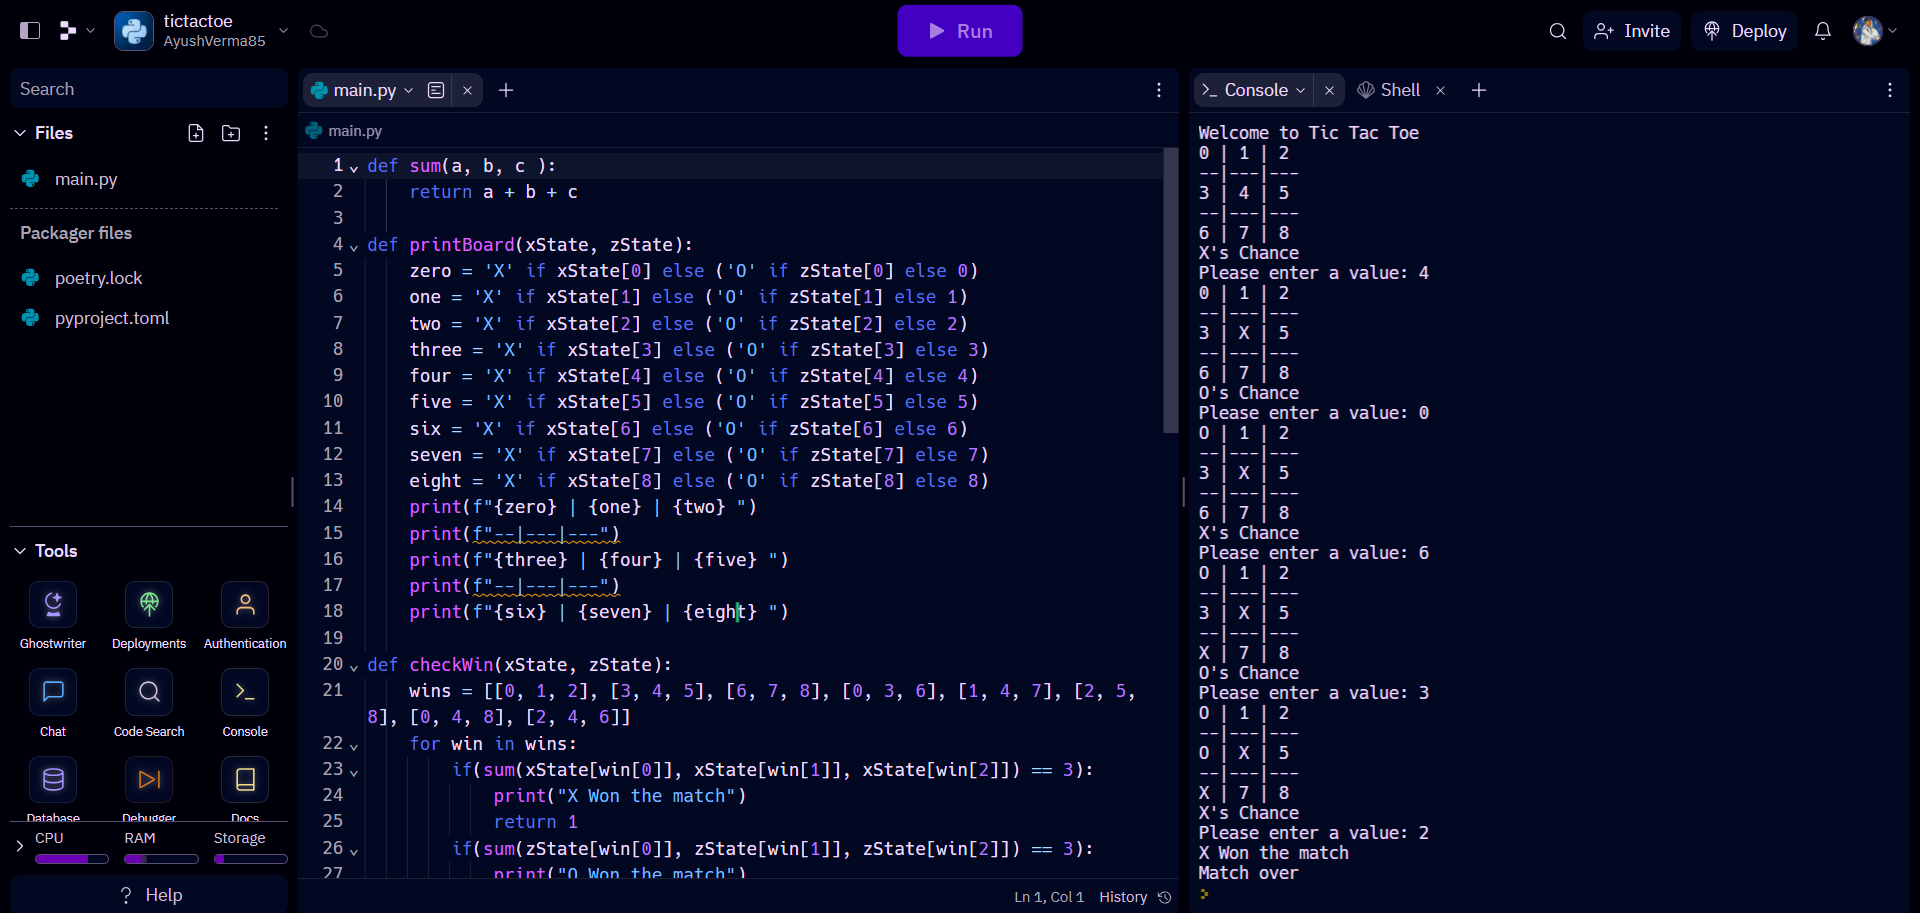 tictactoe
AyushVerma85
Run
Invite
Deploy
Search
Files
main.py
Packager files
poetry.lock
pyproject.toml
Tools
Ghostwriter
Deployments
Authentication
Chat
Code Search
Console
Database
Debugger
Docs
CPU
RAM
Storage
? Help
main.py
main.py
1 def sum(a, b, c ):
2 return a + b + c
3
4 def printBoard(xState, zState):
5 zero = 'X' if xState[0] else ('O' if zState[0] else 0)
6 one = 'X' if xState[1] else ('O' if zState[1] else 1)
7 two = 'X' if xState[2] else ('O' if zState[2] else 2)
8 three = 'X' if xState[3] else ('O' if zState[3] else 3)
9 four = 'X' if xState[4] else ('O' if zState[4] else 4)
10 five = 'X' if xState[5] else ('O' if zState[5] else 5)
11 six = 'X' if xState[6] else ('O' if zState[6] else 6)
12 seven = 'X' if xState[7] else ('O' if zState[7] else 7)
13 eight = 'X' if xState[8] else ('O' if zState[8] else 8)
14 print(f"{zero} | {one} | {two} ")
15 print(f"--|---|---")
16 print(f"{three} | {four} | {five} ")
17 print(f"--|---|---")
18 print(f"{six} | {seven} | {eight} ")
19
20 def checkWin(xState, zState):
21 wins = [[0, 1, 2], [3, 4, 5], [6, 7, 8], [0, 3, 6], [1, 4, 7], [2, 5,
8], [0, 4, 8], [2, 4, 6]]
22 for win in wins:
23 if(sum(xState[win[0]], xState[win[1]], xState[win[2]]) == 3):
24 print("X Won the match")
25 return 1
26 if(sum(zState[win[0]], zState[win[1]], zState[win[2]]) == 3):
27 print("O Won the match")
Ln 1, Col 1 History
Console
Shell
Welcome to Tic Tac Toe
0 | 1 | 2
--|---|---
3 | 4 | 5
--|---|---
6 | 7 | 8
X's Chance
Please enter a value: 4
0 | 1 | 2
--|---|---
3 | X | 5
--|---|---
6 | 7 | 8
O's Chance
Please enter a value: 0
O | 1 | 2
--|---|---
3 | X | 5
--|---|---
6 | 7 | 8
X's Chance
Please enter a value: 6
O | 1 | 2
--|---|---
3 | X | 5
--|---|---
X | 7 | 8
O's Chance
Please enter a value: 3
O | 1 | 2
--|---|---
O | X | 5
--|---|---
X | 7 | 8
X's Chance
Please enter a value: 2
X Won the match
Match over